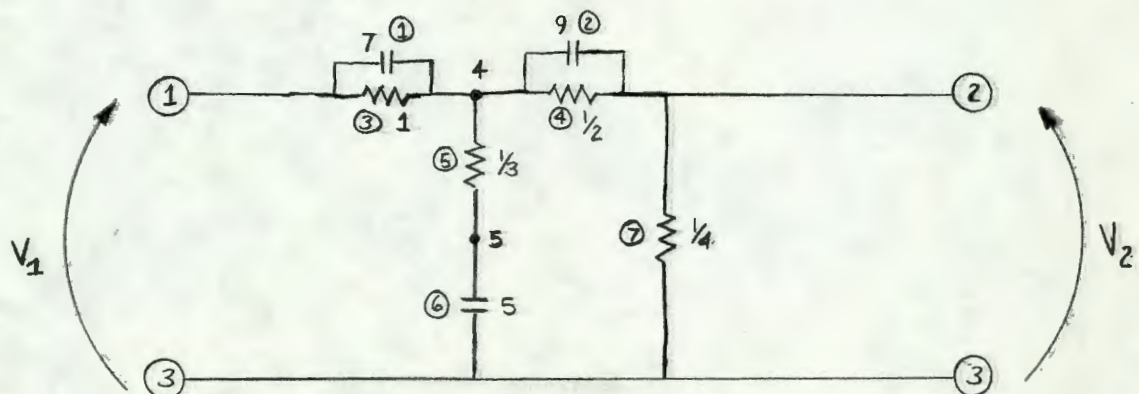 7 ① 9 ②
① 4 ②
③ 1 ④ 1/2
⑤ 1/3
V1 5 ⑦ 1/4 V2
⑥ 5
③ ③